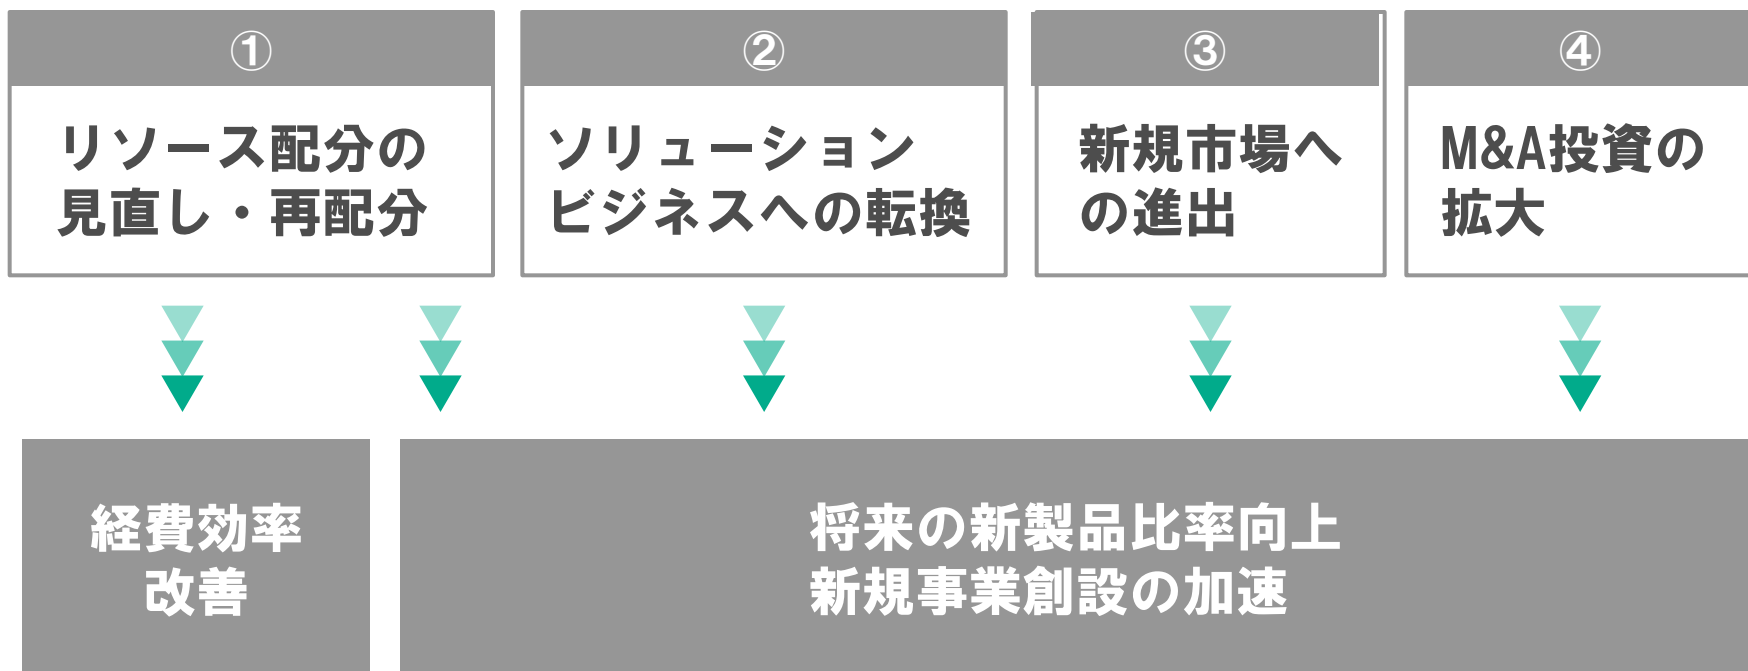 ①
リソース配分の
見直し・再配分
②
ソリューション
ビジネスへの転換
③
新規市場へ
の進出
④
M&A投資の
拡大
経費効率
改善
将来の新製品比率向上
新規事業創設の加速